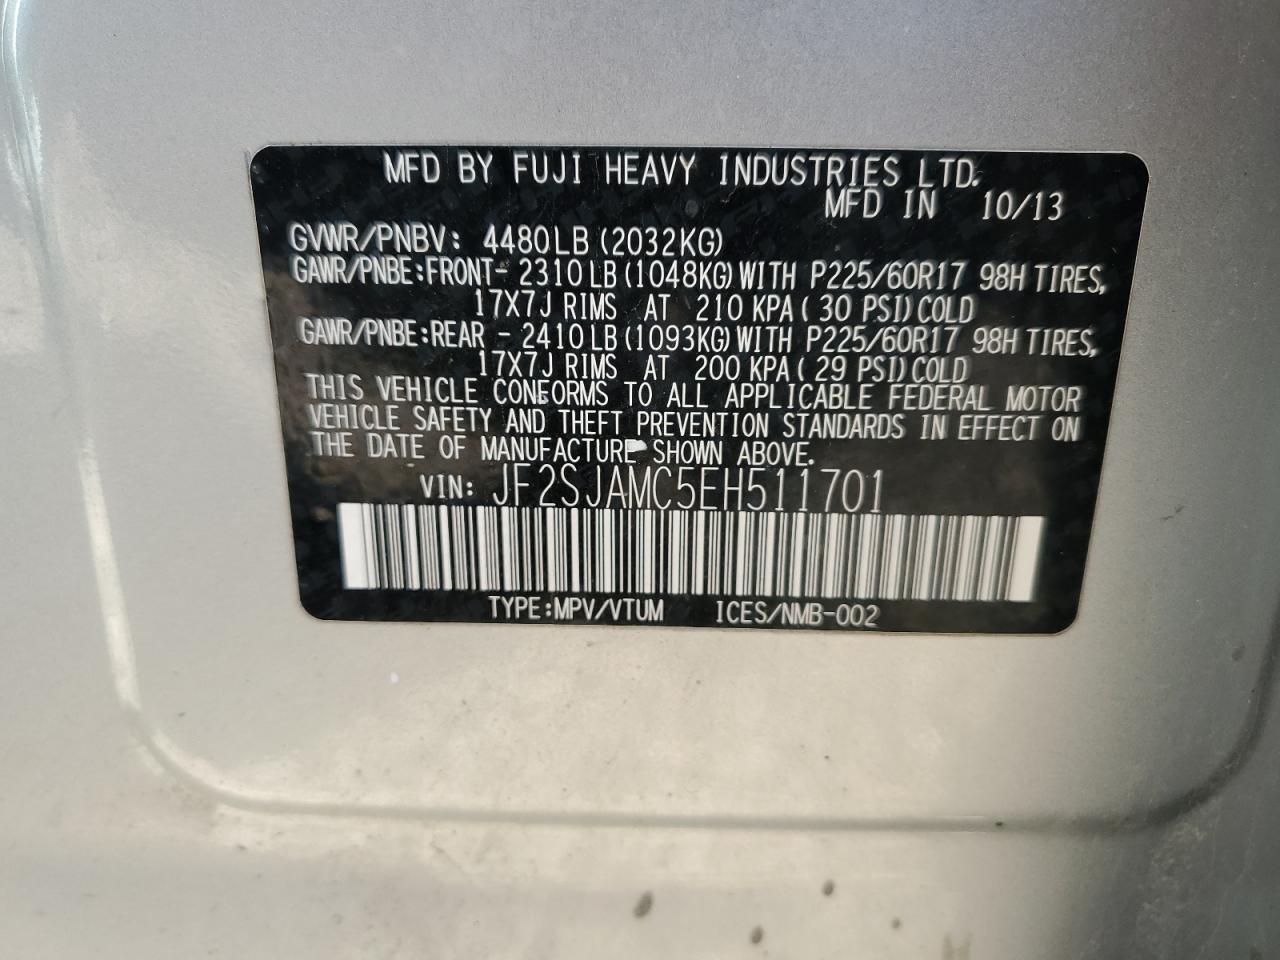 MFD BY FUJI HEAVY INDUSTRIES LTD.
MFD IN 10/13
GVWR/PNBV: 4480LB (2032KG)
GAWR/PNBE:FRONT- 2310LB(1048KG) WITH P225/60R17 98H TIRES,
17X7J RIMS AT 210 KPA( 30 PSI) COLD
GAWR/PNBE:REAR - 2410LB(1093KG) WITH P225/60R17 98H TIRES,
17X7J RIMS AT 200 KPA( 29 PSI) COLD
THIS VEHICLE CONFORMS TO ALL APPLICABLE FEDERAL MOTOR
VEHICLE SAFETY AND THEFT PREVENTION STANDARDS IN EFFECT ON
THE DATE OF MANUFACTURE SHOWN ABOVE.
VIN: JF2SJAMC5EH511701
TYPE:MPV/VTUM ICES/NMB-002